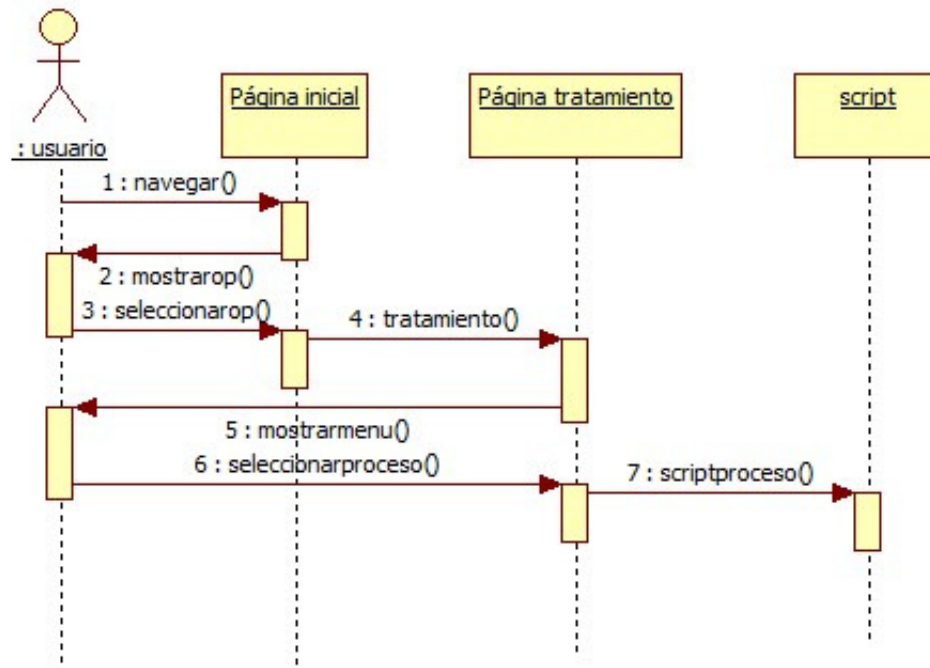 Página inicial
Página tratamiento
script
: usuario
1 : navegar()
2 : mostrarop()
3 : seleccionarop()
4 : tratamiento()
5 : mostrarmenu()
6 : seleccionarproceso()
7 : scriptproceso()